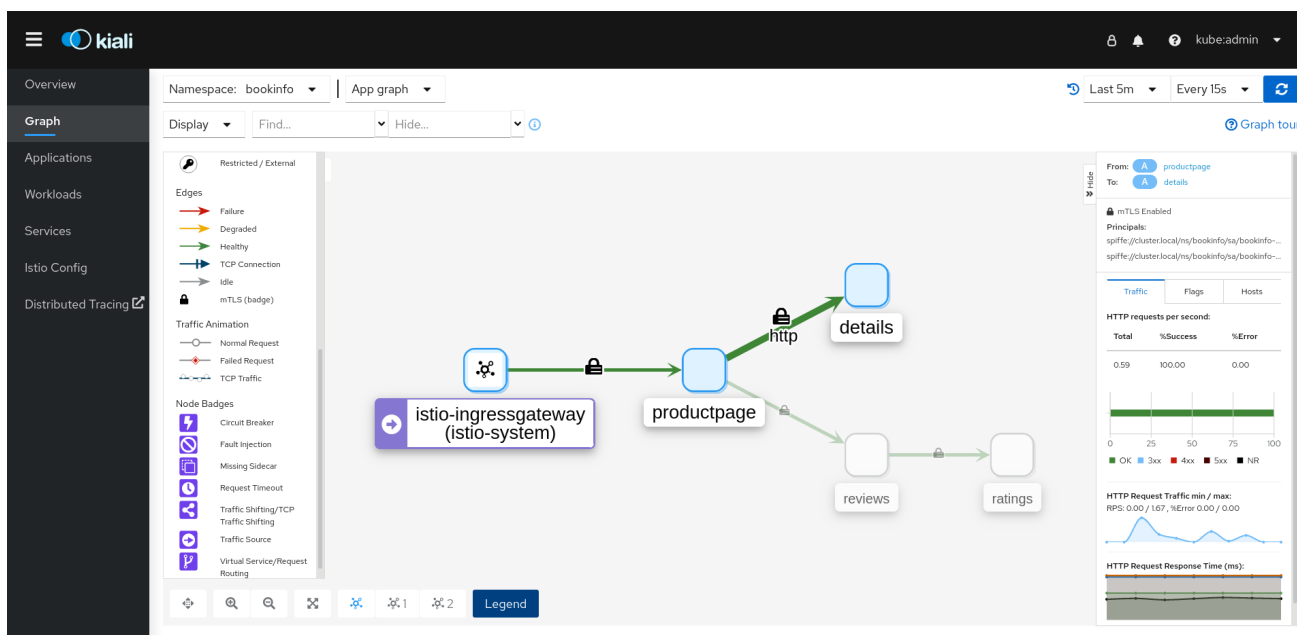 kiali
kube:admin
Overview
Graph
Applications
Workloads
Services
Istio Config
Distributed Tracing
Namespace: bookinfo
App graph
Last 5m
Every 15s
Display
Find...
Hide...
Graph tour
Restricted / External
Edges
Failure
Degraded
Healthy
TCP Connection
Idle
mTLS (badge)
Traffic Animation
Normal Request
Failed Request
TCP Traffic
Node Badges
Circuit Breaker
Fault Injection
Missing Sidecar
Request Timeout
Traffic Shifting/TCP
Traffic Shifting
Traffic Source
Virtual Service/Request
Routing
1
2
Legend
istio-ingressgateway
(istio-system)
productpage
http
details
reviews
ratings
Hide
From: A productpage
To: A details
mTLS Enabled
Principals:
spiffe://cluster.local/ns/bookinfo/sa/bookinfo-...
spiffe://cluster.local/ns/bookinfo/sa/bookinfo-...
Traffic Flags Hosts
HTTP requests per second:
Total %Success %Error
0.59 100.00 0.00
0 25 50 75 100
OK 3xx 4xx 5xx NR
HTTP Request Traffic min / max:
RPS: 0.00 / 1.67 , %Error 0.00 / 0.00
HTTP Request Response Time (ms):